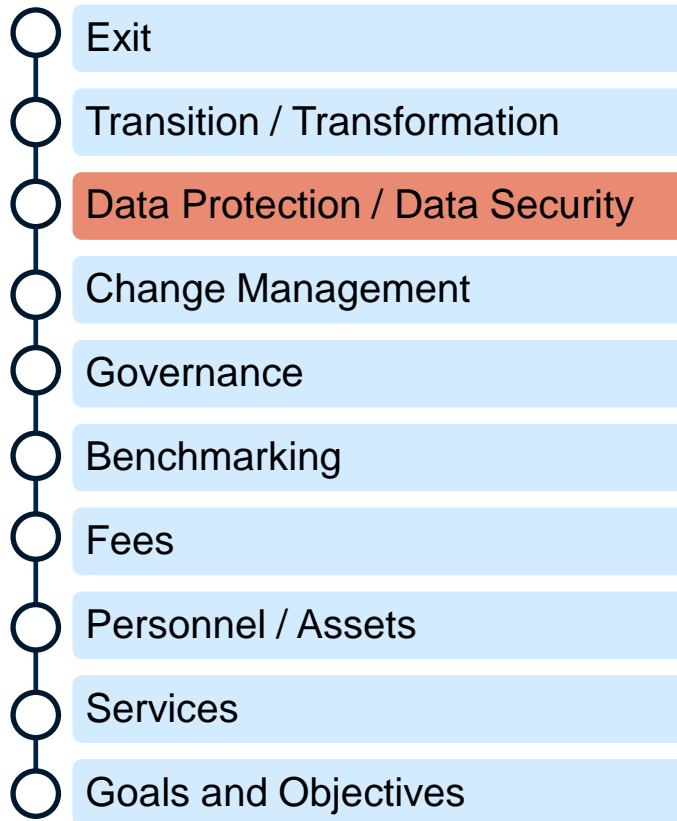 Exit
Transition / Transformation
Data Protection / Data Security
Change Management
Governance
Benchmarking
Fees
Personnel / Assets
Services
Goals and Objectives